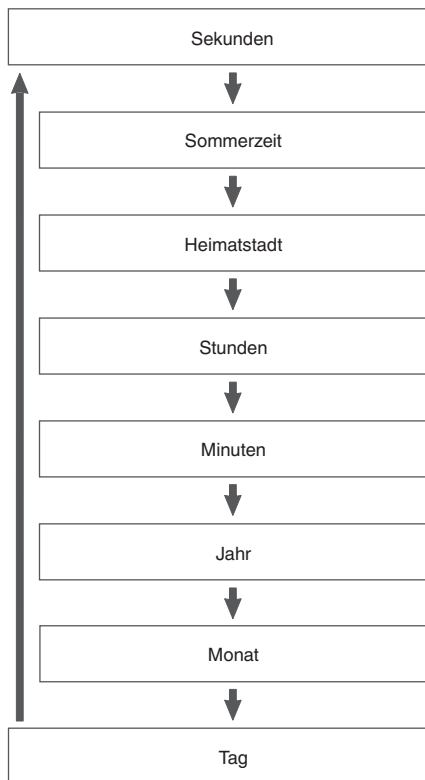 Sekunden
Sommerzeit
Heimatstadt
Stunden
Minuten
Jahr
Monat
Tag